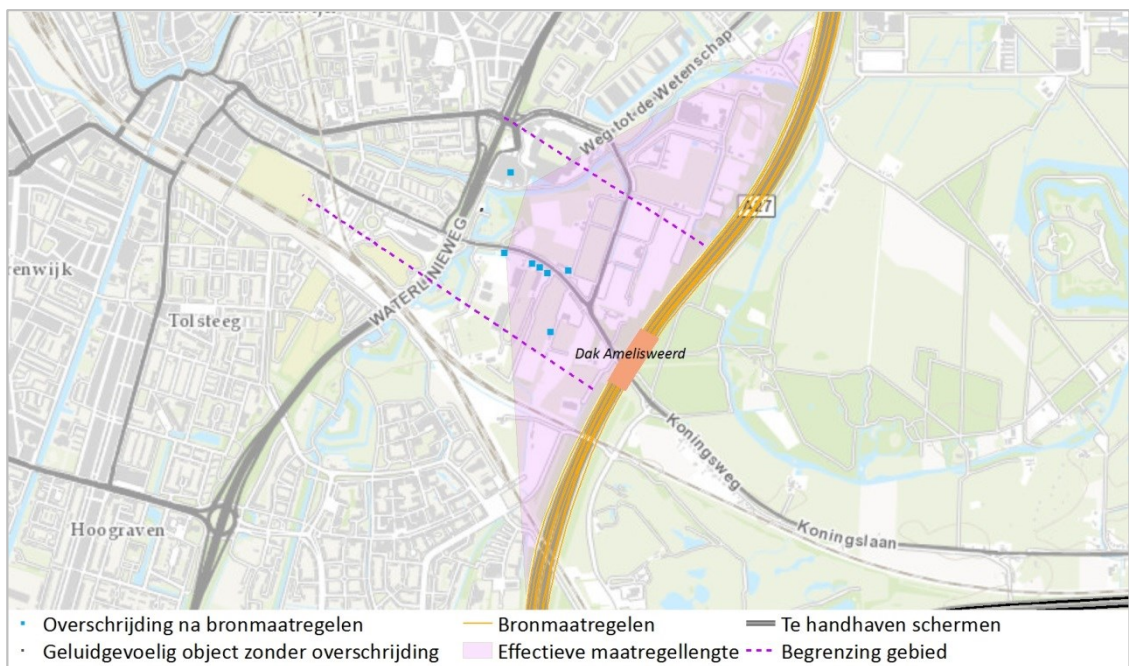 Weg tot de Wetenschap
A27
WATERLINIEWEG
renwijk
Tolsteeg
Dak Amelisweerd
Koningsweg
Hoograven
Koningslaan
Overschrijding na bronmaatregelen
Bronmaatregelen
Te handhaven schermen
Geluidgevoelig object zonder overschrijding
Effectieve maatregellengte
Begrenzing gebied